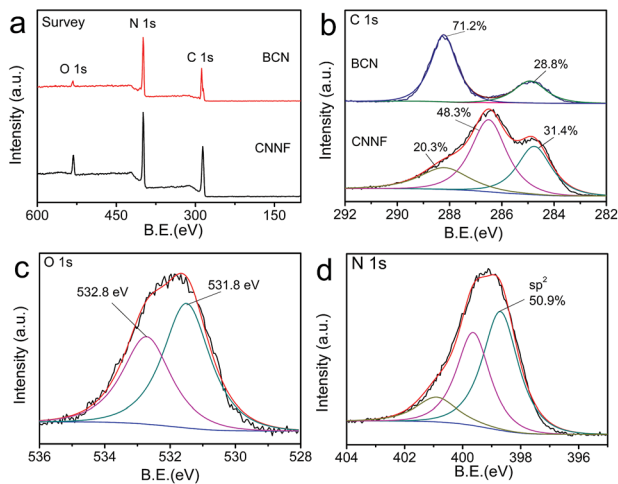 a
Survey
N 1s
O 1s
C 1s
BCN
CNNF
Intensity (a.u.)
600
450
300
150
B.E.(eV)
b
C 1s
71.2%
BCN
28.8%
48.3%
CNNF
31.4%
20.3%
Intensity (a.u.)
292
290
288
286
284
282
B.E.(eV)
c
O 1s
532.8 eV
531.8 eV
Intensity (a.u.)
536
534
532
530
528
B.E.(eV)
d
N 1s
sp²
50.9%
Intensity (a.u.)
404
402
400
398
396
B.E.(eV)